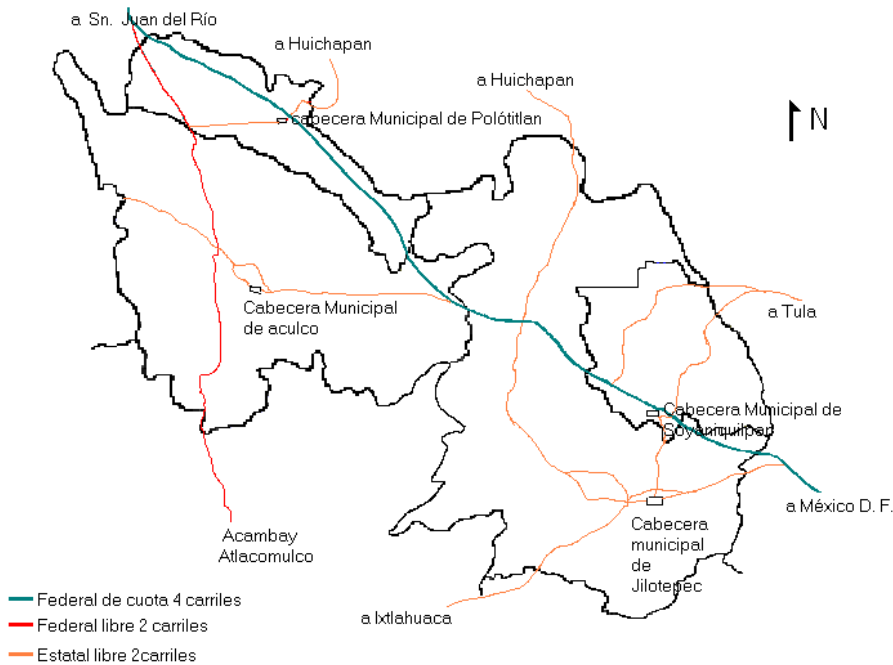 a Sn. Juan del Río
a Huichapan
a Huichapan
cabecera Municipal de Polótitlan
N
Cabecera Municipal
de aculco
a Tula
Cabecera Municipal de
Soyaniquilpan
a México D. F.
Cabecera
municipal
de
Jilotepec
Acambay
Atlacomulco
a Ixtlahuaca
Federal de cuota 4 carriles
Federal libre 2 carriles
Estatal libre 2carriles